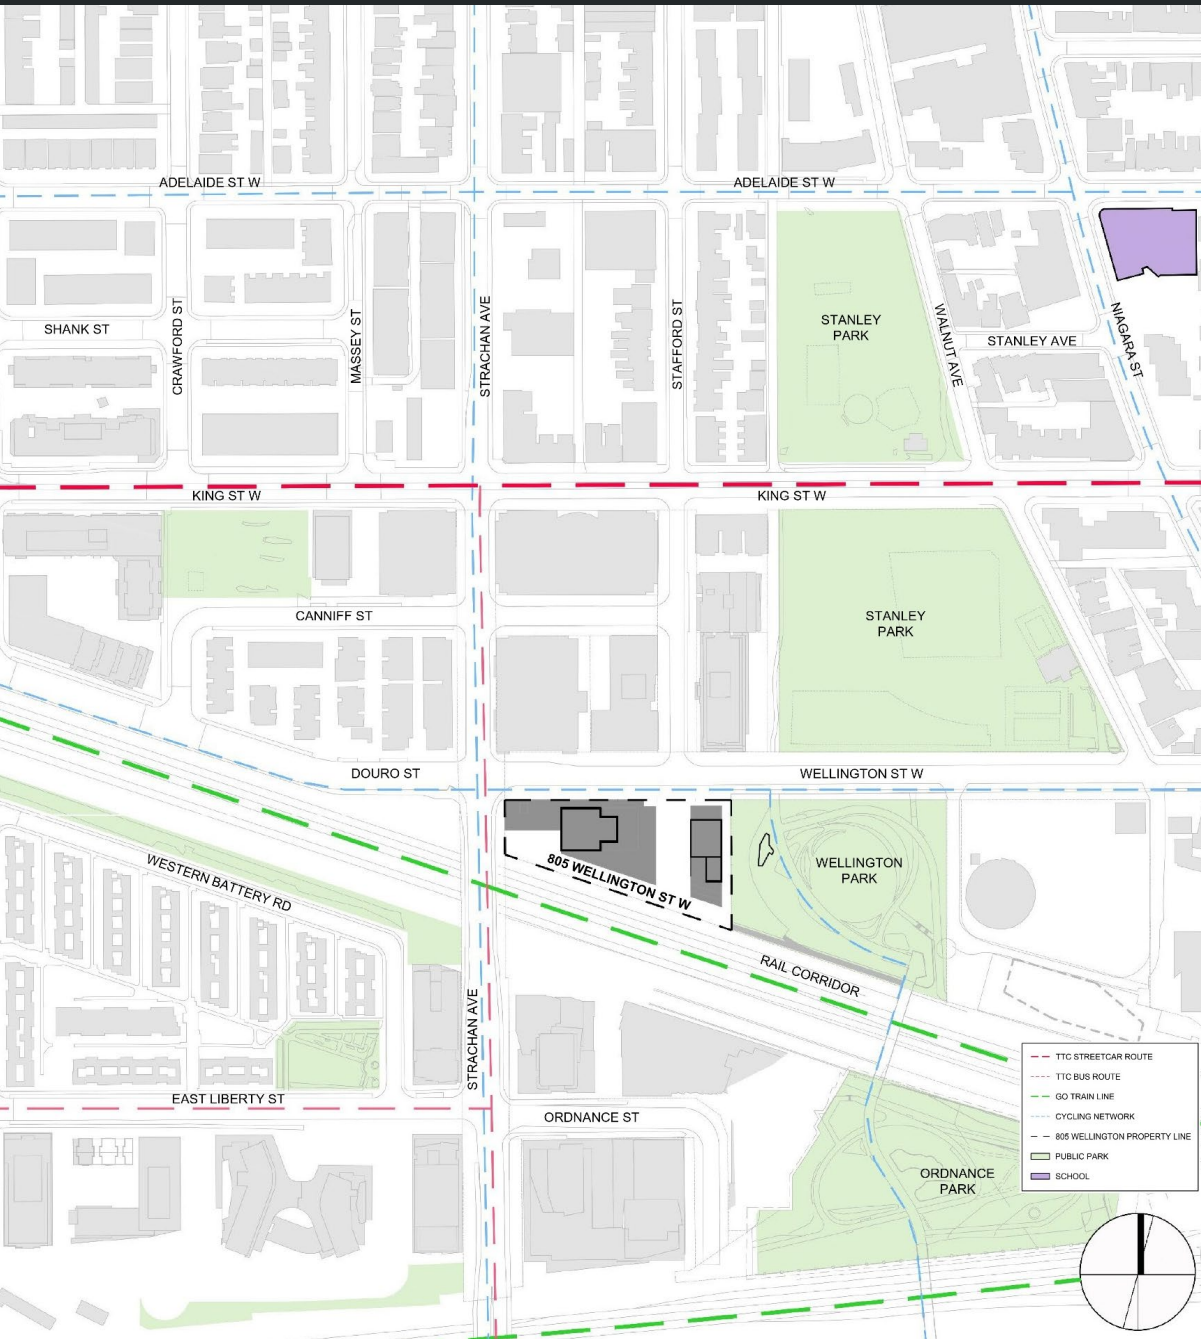 ADELAIDE ST W
ADELAIDE ST W
SHANK ST
CRAWFORD ST
MASSEY ST
STRACHAN AVE
STAFFORD ST
STANLEY
PARK
WALNUT AVE
STANLEY AVE
NIAGARA ST
KING ST W
KING ST W
CANNIFF ST
STANLEY
PARK
DOURO ST
WELLINGTON ST W
805 WELLINGTON ST W
WELLINGTON
PARK
WESTERN BATTERY RD
RAIL CORRIDOR
STRACHAN AVE
EAST LIBERTY ST
ORDNANCE ST
ORDNANCE
PARK
TTC STREETCAR ROUTE
TTC BUS ROUTE
GO TRAIN LINE
CYCLING NETWORK
805 WELLINGTON PROPERTY LINE
PUBLIC PARK
SCHOOL